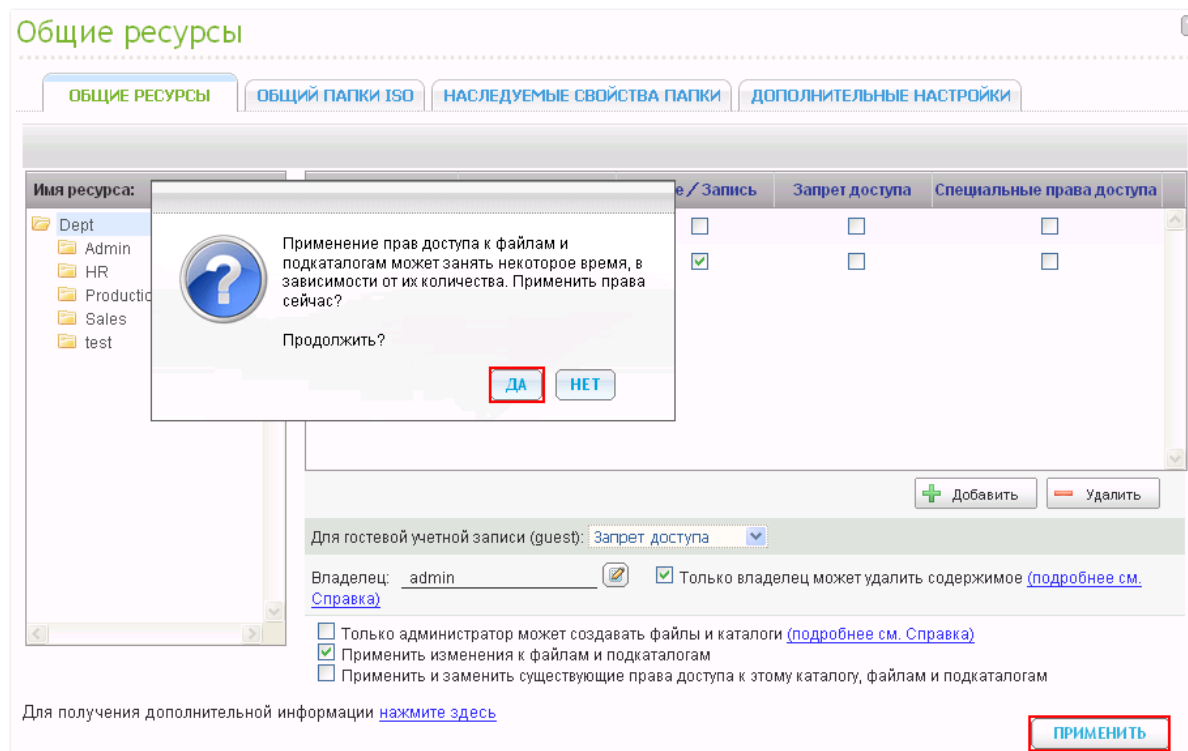 Общие ресурсы
ОБЩИЕ РЕСУРСЫ
ОБЩИЙ ПАПКИ ISO
НАСЛЕДУЕМЫЕ СВОЙСТВА ПАПКИ
ДОПОЛНИТЕЛЬНЫЕ НАСТРОЙКИ
Имя ресурса:
е / Запись
Запрет доступа
Специальные права доступа
Dept
Admin
HR
Productio
Sales
test
Применение прав доступа к файлам и
подкаталогам может занять некоторое время, в
зависимости от их количества. Применить права
сейчас?
Продолжить?
ДА
НЕТ
Добавить
Удалить
Для гостевой учетной записи (guest): Запрет доступа
Владелец: admin
Только владелец может удалить содержимое (подробнее см.
Справка)
Только администратор может создавать файлы и каталоги (подробнее см. Справка)
Применить изменения к файлам и подкаталогам
Применить и заменить существующие права доступа к этому каталогу, файлам и подкаталогам
Для получения дополнительной информации нажмите здесь
ПРИМЕНИТЬ